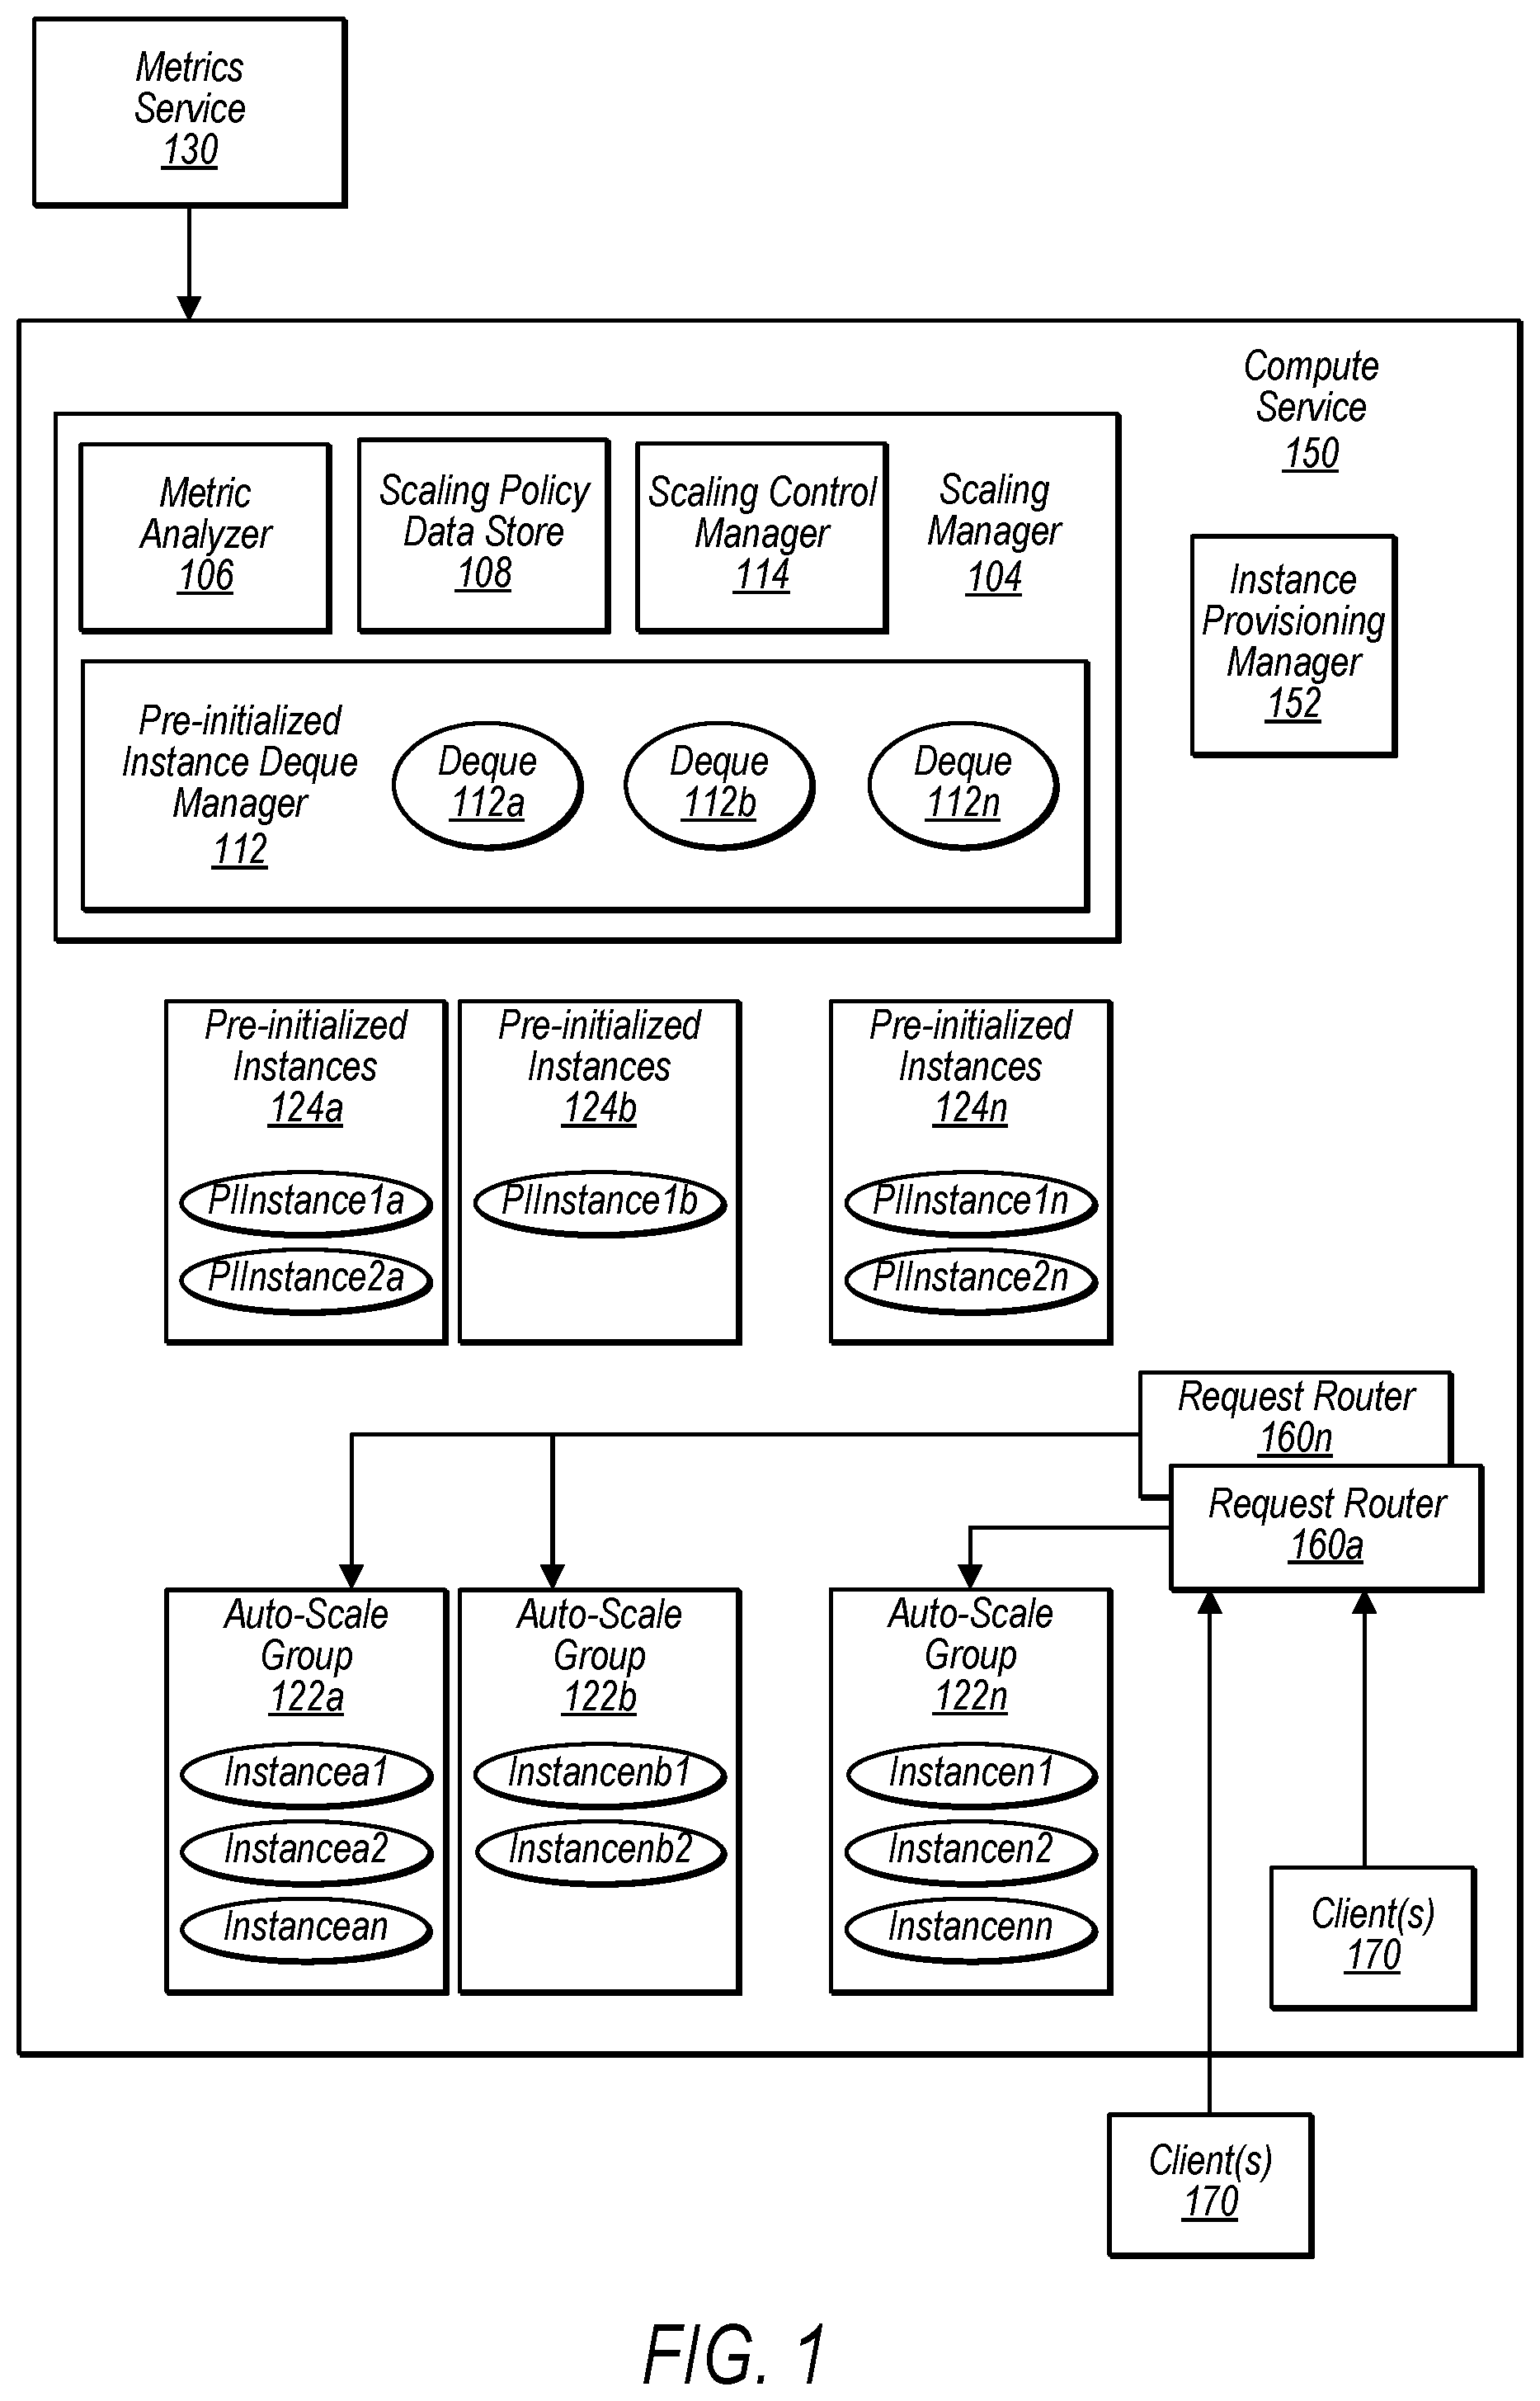 Metrics
Service
130
Compute
Service
150
Metric
Analyzer
106
Scaling Policy
Data Store
108
Scaling Control
Manager
114
Scaling
Manager
104
Instance
Provisioning
Manager
152
Pre-initialized
Instance Deque
Manager
112
Deque
112a
Deque
112b
Deque
112n
Pre-initialized
Instances
124a
PIInstance1a
PIInstance2a
Pre-initialized
Instances
124b
PIInstance1b
Pre-initialized
Instances
124n
PIInstance1n
PIInstance2n
Request Router
160n
Request Router
160a
Auto-Scale
Group
122a
Instancea1
Instancea2
Instancean
Auto-Scale
Group
122b
Instancenb1
Instancenb2
Auto-Scale
Group
122n
Instancen1
Instancen2
Instancenn
Client(s)
170
Client(s)
170
FIG. 1